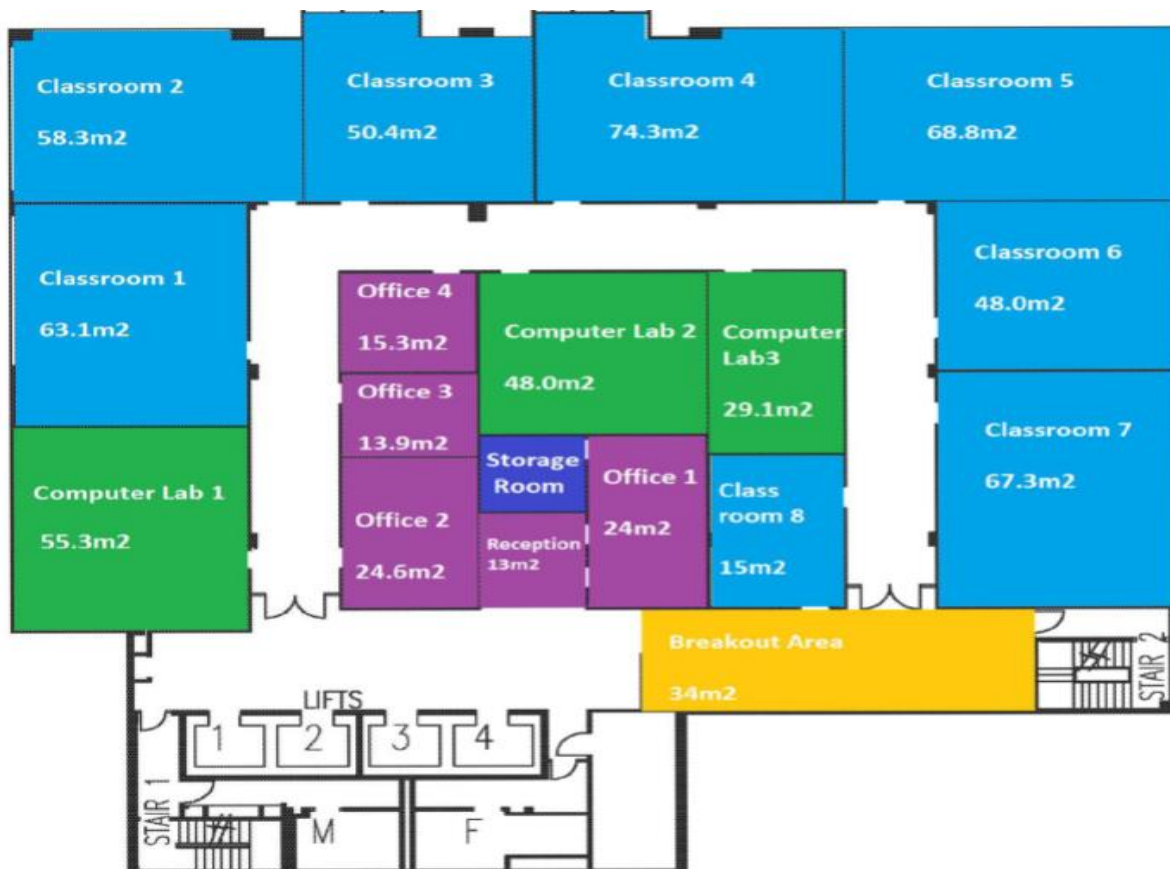 Classroom 2
58.3m2
Classroom 3
50.4m2
Classroom 4
74.3m2
Classroom 5
68.8m2
Classroom 1
63.1m2
Office 4
15.3m2
Computer Lab 2
48.0m2
Computer
Lab3
29.1m2
Classroom 6
48.0m2
Office 3
13.9m2
Classroom 7
67.3m2
Computer Lab 1
55.3m2
Office 2
24.6m2
Storage
Room
Reception
13m2
Office 1
24m2
Class
room 8
15m2
Breakout Area
34m2
STAIR 2
LIFTS
1
2
3
4
STAIR 1
M
F